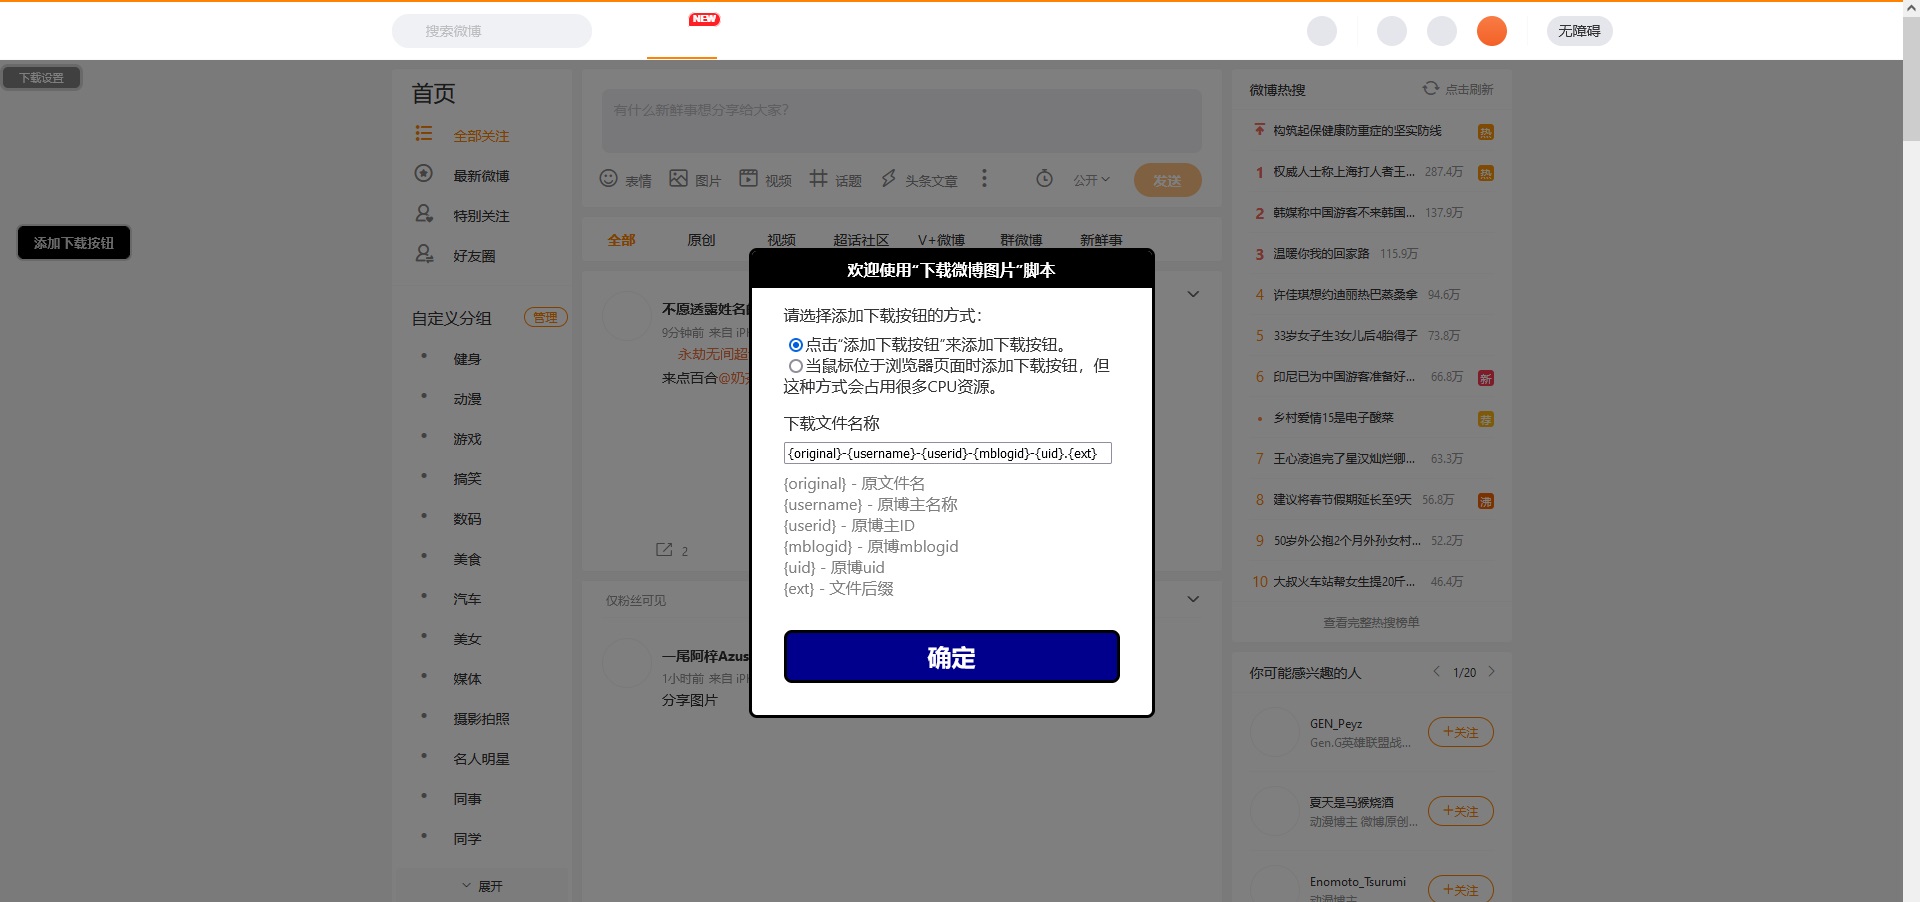 搜索微博
NEW
无障碍
下载设置
添加下载按钮
首页
全部关注
最新微博
特别关注
好友圈
自定义分组
管理
健身
动漫
游戏
搞笑
数码
美食
汽车
美女
媒体
摄影拍照
名人明星
同事
同学
展开
有什么新鲜事想分享给大家？
表情
图片
视频
话题
头条文章
公开
发送
全部
原创
视频
超话社区
V+微博
群微博
新鲜事
不愿透露姓名
9分钟前 来自
永劫无间超
来点百合@奶
2
仅粉丝可见
一尾阿梓Azus
1小时前 来自
分享图片
欢迎使用“下载微博图片”脚本
请选择添加下载按钮的方式：
点击“添加下载按钮”来添加下载按钮。
当鼠标位于浏览器页面时添加下载按钮，但
这种方式会占用很多CPU资源。
下载文件名称
{original}-{username}-{userid}-{mblogid}-{uid}.{ext}
{original} - 原文件名
{username} - 原博主名称
{userid} - 原博主ID
{mblogid} - 原博mblogid
{uid} - 原博uid
{ext} - 文件后缀
确定
微博热搜
点击刷新
构筑起保健康防重症的坚实防线 热
1 权威人士称上海打人者王... 287.4万 热
2 韩媒称中国游客不来韩国... 137.9万
3 温暖你我的回家路 115.9万
4 许佳琪想约迪丽热巴蒸桑拿 94.6万
5 33岁女子生3女儿后4胎得子 73.8万
6 印尼已为中国游客准备好... 66.8万 新
• 乡村爱情15是电子酸菜 荐
7 王心凌追完了星汉灿烂卿... 63.3万
8 建议将春节假期延长至9天 56.8万 沸
9 50岁外公抱2个月外孙女村... 52.2万
10 大叔火车站帮女生提20斤... 46.4万
查看完整热搜榜单
你可能感兴趣的人
1/20
GEN_Peyz
Gen.G英雄联盟战...
+关注
夏天是马猴烧酒
动漫博主 微博原创...
+关注
Enomoto_Tsurumi
动漫博主
+关注